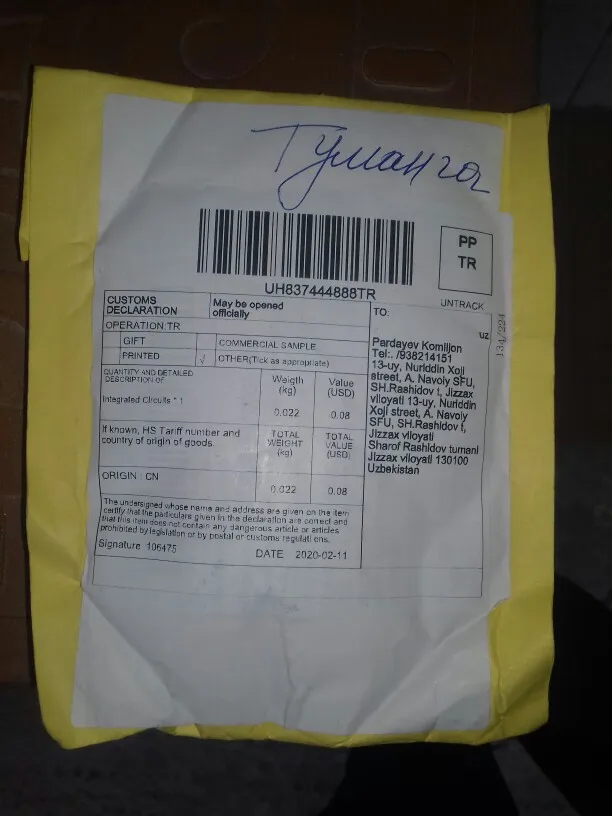 Туманга
PP
TR
UH837444888TR
UNTRACK
CUSTOMS
DECLARATION
May be opened
officially
OPERATION:TR
GIFT
COMMERCIAL SAMPLE
PRINTED
√
OTHER(Tick as appropriate)
QUANTITY AND DETAILED
DESCRIPTION OF
Weigth
(kg)
Value
(USD)
Integrated Circuits * 1
0.022
0.08
If known, HS Tariff number and
country of origin of goods
TOTAL
WEIGHT
(kg)
TOTAL
VALUE
(USD)
ORIGIN : CN
0.022
0.08
The undersigned whose name and address are given on the item
certify that the particulars given in the declaration are correct and
that this item does not contain any dangerous article or articles
prohibited by legislation or by postal or customs regulations.
Signature 106475
DATE 2020-02-11
TO:
UZ
Pardayev Komiljon
Tel:. /938214151
13-uy, Nuriddin Xoji
street, A. Navoiy SFU,
SH.Rashidov t, Jizzax
viloyati 13-uy, Nuriddin
Xoji street, A. Navoiy
SFU, SH.Rashidov t,
Jizzax viloyati
Sharof Rashidov tumani
Jizzax viloyati 130100
Uzbekistan
134/224